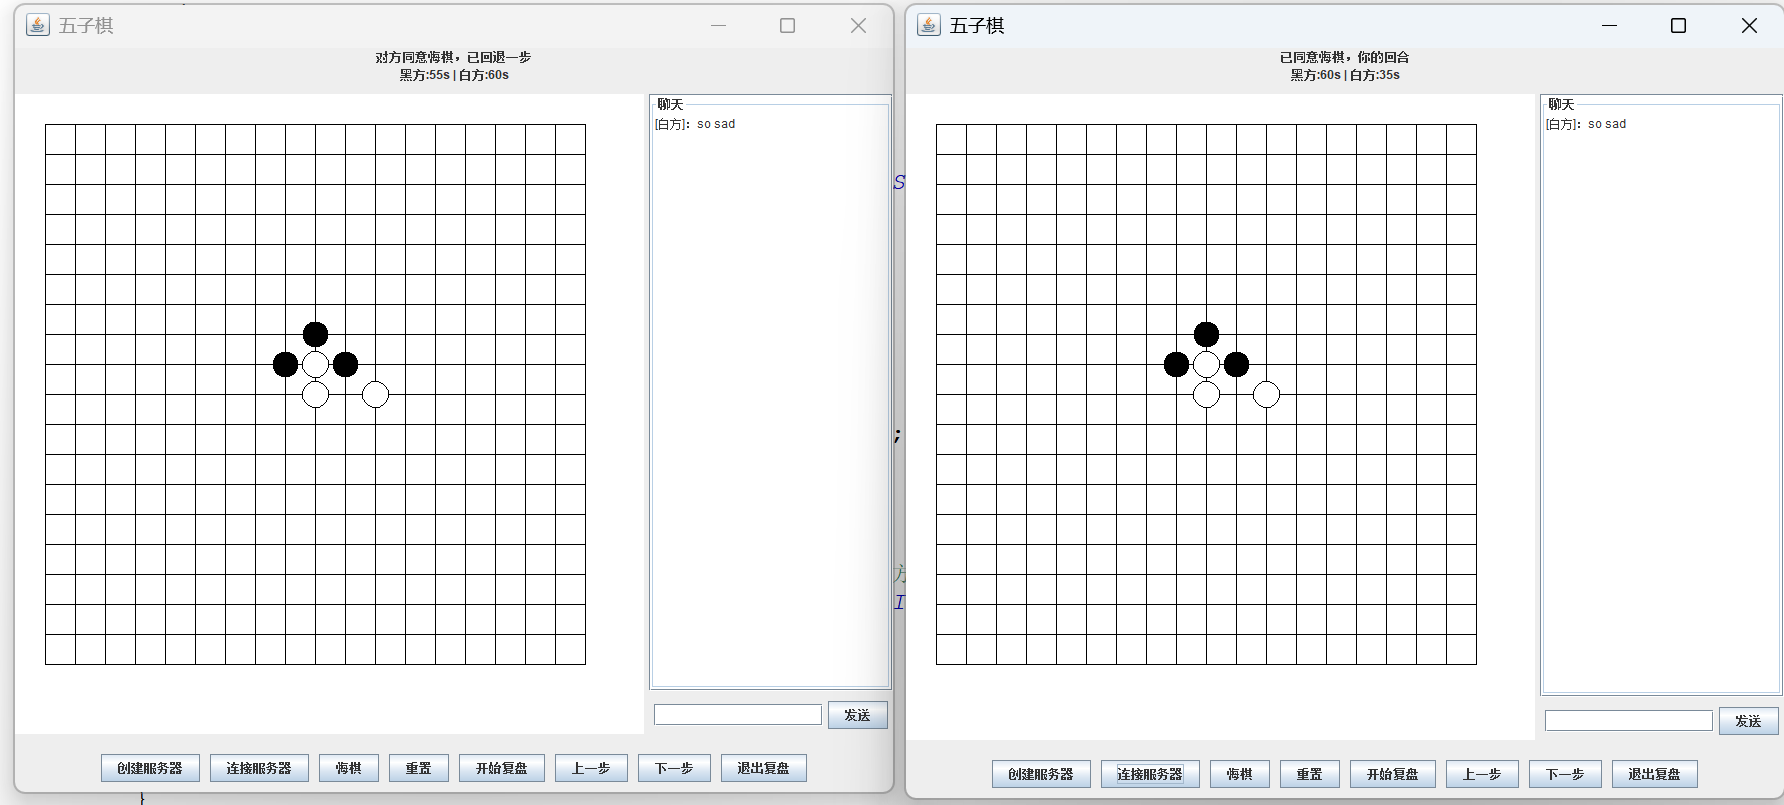 五子棋
对方同意悔棋，已回退一步
黑方:55s | 白方:60s
聊天
[白方]：so sad
发送
创建服务器 连接服务器 悔棋 重置 开始复盘 上一步 下一步 退出复盘
}
S
;
方
I
五子棋
已同意悔棋，你的回合
黑方:60s | 白方:35s
聊天
[白方]：so sad
发送
创建服务器 连接服务器 悔棋 重置 开始复盘 上一步 下一步 退出复盘